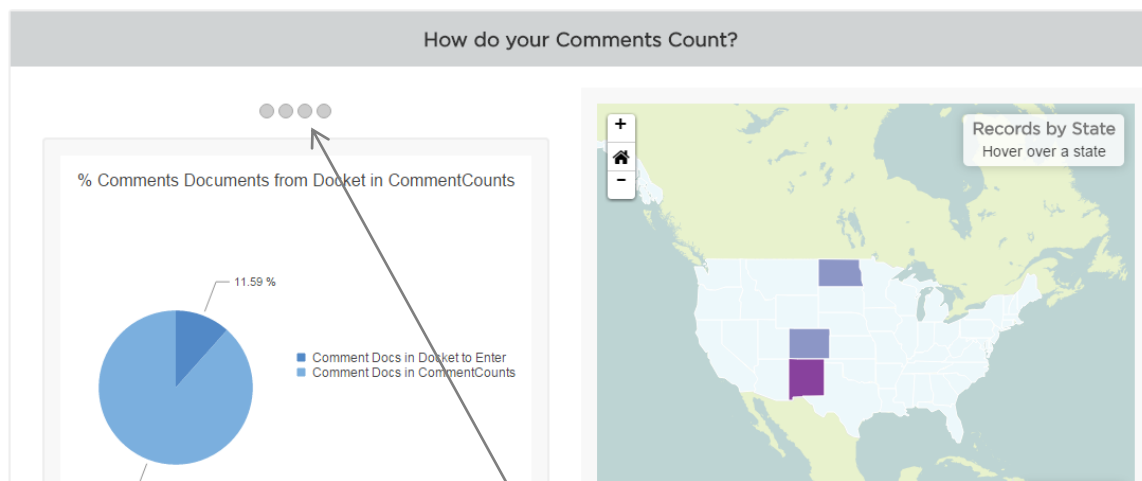 How do your Comments Count?
% Comments Documents from Docket in CommentCounts
11.59 %
Comment Docs in Docket to Enter
Comment Docs in CommentCounts
+
-
Records by State
Hover over a state